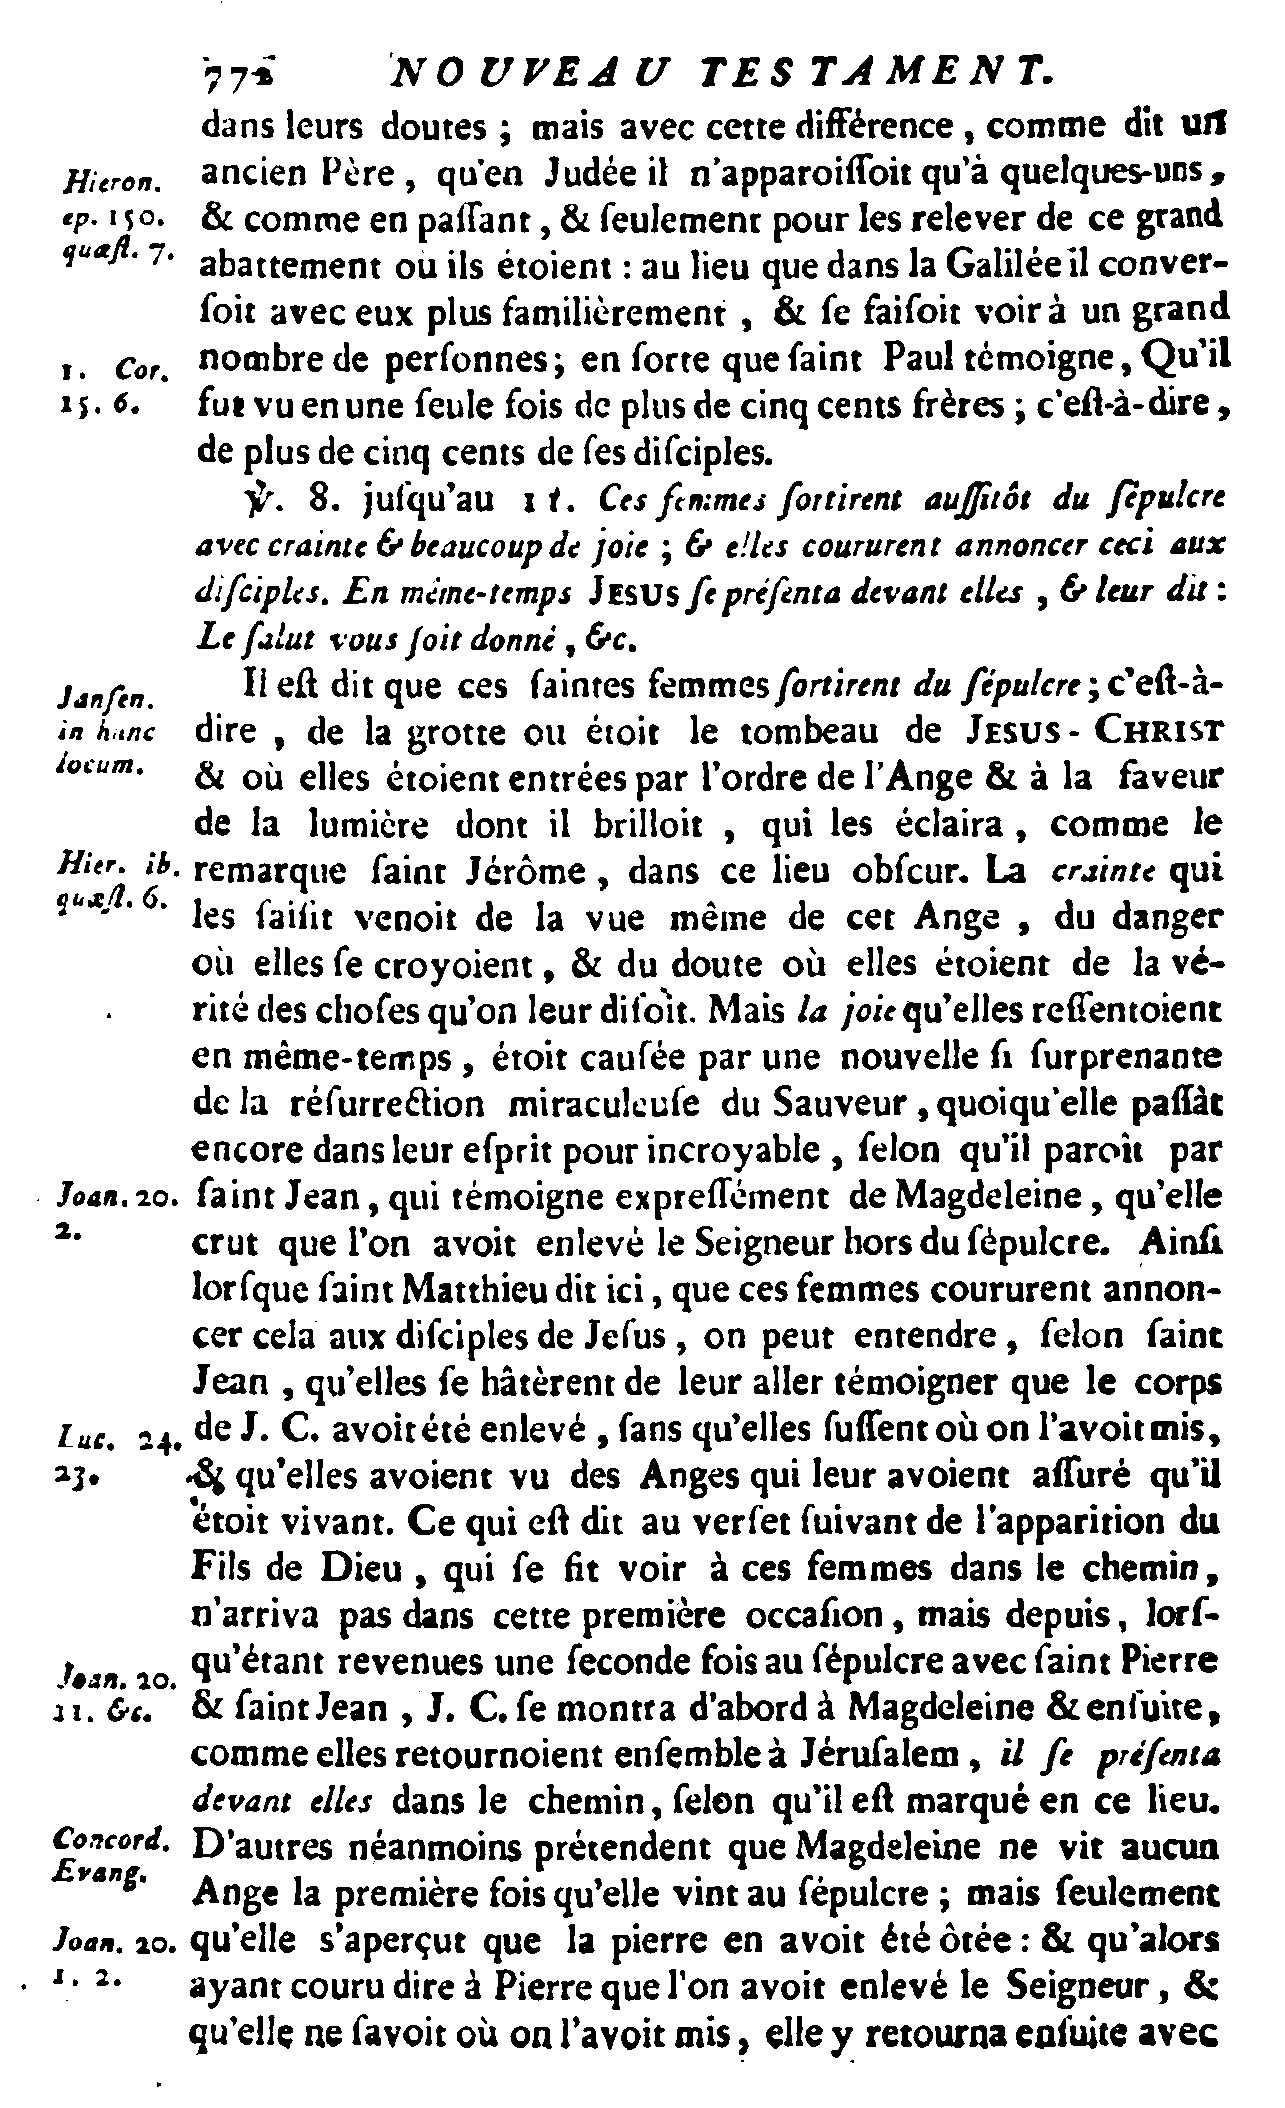 772 NOUVEAU TESTAMENT.
dans leurs doutes ; mais avec cette différence , comme dit un
Hieron. ancien Père , qu'en Judée il n'apparoiſſoit qu'à quelques-uns ,
ep. 150. & comme en paſſant , & ſeulement pour les relever de ce grand
quæſt. 7. abattement où ils étoient : au lieu que dans la Galilée il conver-
ſoit avec eux plus familièrement , & ſe faiſoit voir à un grand
1. Cor. nombre de perſonnes ; en ſorte que ſaint Paul témoigne, Qu'il
15. 6. fut vu en une ſeule fois de plus de cinq cents frères ; c'eſt-à-dire ,
de plus de cinq cents de ſes diſciples.
℣. 8. juſqu'au 11. Ces femmes ſortirent auſſitôt du ſépulcre
avec crainte & beaucoup de joie ; & elles coururent annoncer ceci aux
diſciples. En même-temps JESUS ſe préſenta devant elles , & leur dit :
Le ſalut vous ſoit donné , &c.
Janſen. Il eſt dit que ces ſaintes femmes ſortirent du ſépulcre ; c'eſt-à-
in hunc dire , de la grotte où étoit le tombeau de JESUS - CHRIST
locum. & où elles étoient entrées par l'ordre de l'Ange & à la faveur
de la lumière dont il brilloit , qui les éclaira , comme le
Hier. ib. remarque ſaint Jérôme , dans ce lieu obſcur. La crainte qui
quæſt. 6. les ſaiſit venoit de la vue même de cet Ange , du danger
où elles ſe croyoient , & du doute où elles étoient de la vé-
rité des choſes qu'on leur diſoit. Mais la joie qu'elles reſſentoient
en même-temps , étoit cauſée par une nouvelle ſi ſurprenante
de la réſurrection miraculeuſe du Sauveur , quoiqu'elle paſſât
encore dans leur eſprit pour incroyable , ſelon qu'il paroît par
Joan. 20. ſaint Jean , qui témoigne expreſſément de Magdeleine , qu'elle
2. crut que l'on avoit enlevé le Seigneur hors du ſépulcre. Ainſi
lorſque ſaint Matthieu dit ici , que ces femmes coururent annon-
cer cela aux diſciples de Jeſus , on peut entendre , ſelon ſaint
Jean , qu'elles ſe hâtèrent de leur aller témoigner que le corps
Luc. 24. de J. C. avoit été enlevé , ſans qu'elles ſuſſent où on l'avoit mis ,
23. & qu'elles avoient vu des Anges qui leur avoient aſſuré qu'il
étoit vivant. Ce qui eſt dit au verſet ſuivant de l'apparition du
Fils de Dieu , qui ſe fit voir à ces femmes dans le chemin ,
n'arriva pas dans cette première occaſion , mais depuis , lorſ-
Joan. 20. qu'étant revenues une ſeconde fois au ſépulcre avec ſaint Pierre
11. &c. & ſaint Jean , J. C. ſe montra d'abord à Magdeleine & enſuite ,
comme elles retournoient enſemble à Jéruſalem , il ſe préſenta
devant elles dans le chemin , ſelon qu'il eſt marqué en ce lieu.
Concord. D'autres néanmoins prétendent que Magdeleine ne vit aucun
Evang. Ange la première fois qu'elle vint au ſépulcre ; mais ſeulement
Joan. 20. qu'elle s'aperçut que la pierre en avoit été ôtée : & qu'alors
1. 2. ayant couru dire à Pierre que l'on avoit enlevé le Seigneur , &
qu'elle ne ſavoit où on l'avoit mis , elle y retourna enſuite avec